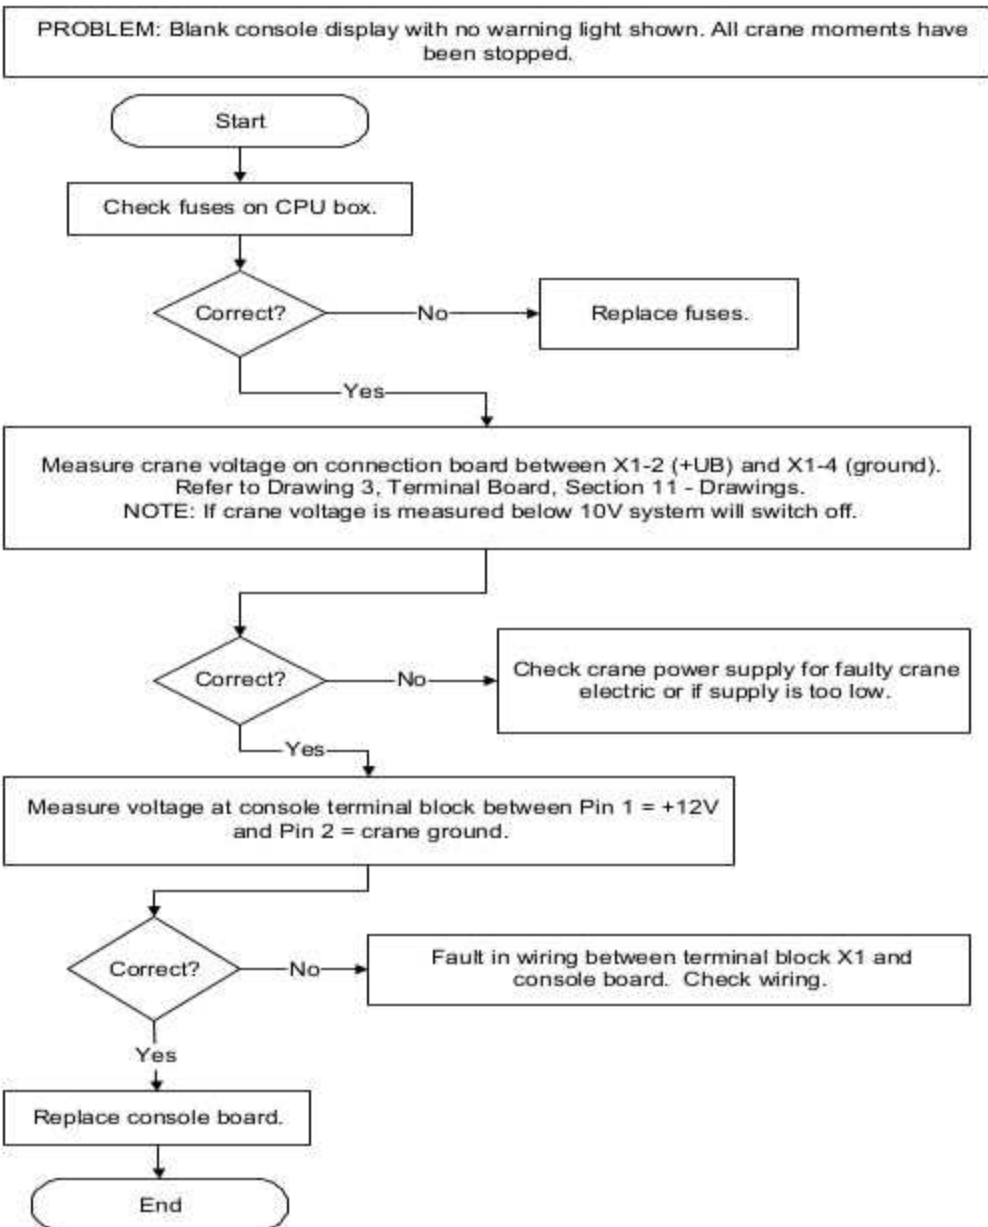 PROBLEM: Blank console display with no warning light shown. All crane moments have
been stopped.
Start
Check fuses on CPU box.
Correct?
No
Replace fuses.
Yes
Measure crane voltage on connection board between X1-2 (+UB) and X1-4 (ground).
Refer to Drawing 3, Terminal Board, Section 11 - Drawings.
NOTE: If crane voltage is measured below 10V system will switch off.
Correct?
No
Check crane power supply for faulty crane
electric or if supply is too low.
Yes
Measure voltage at console terminal block between Pin 1 = +12V
and Pin 2 = crane ground.
Correct?
No
Fault in wiring between terminal block X1 and
console board. Check wiring.
Yes
Replace console board.
End